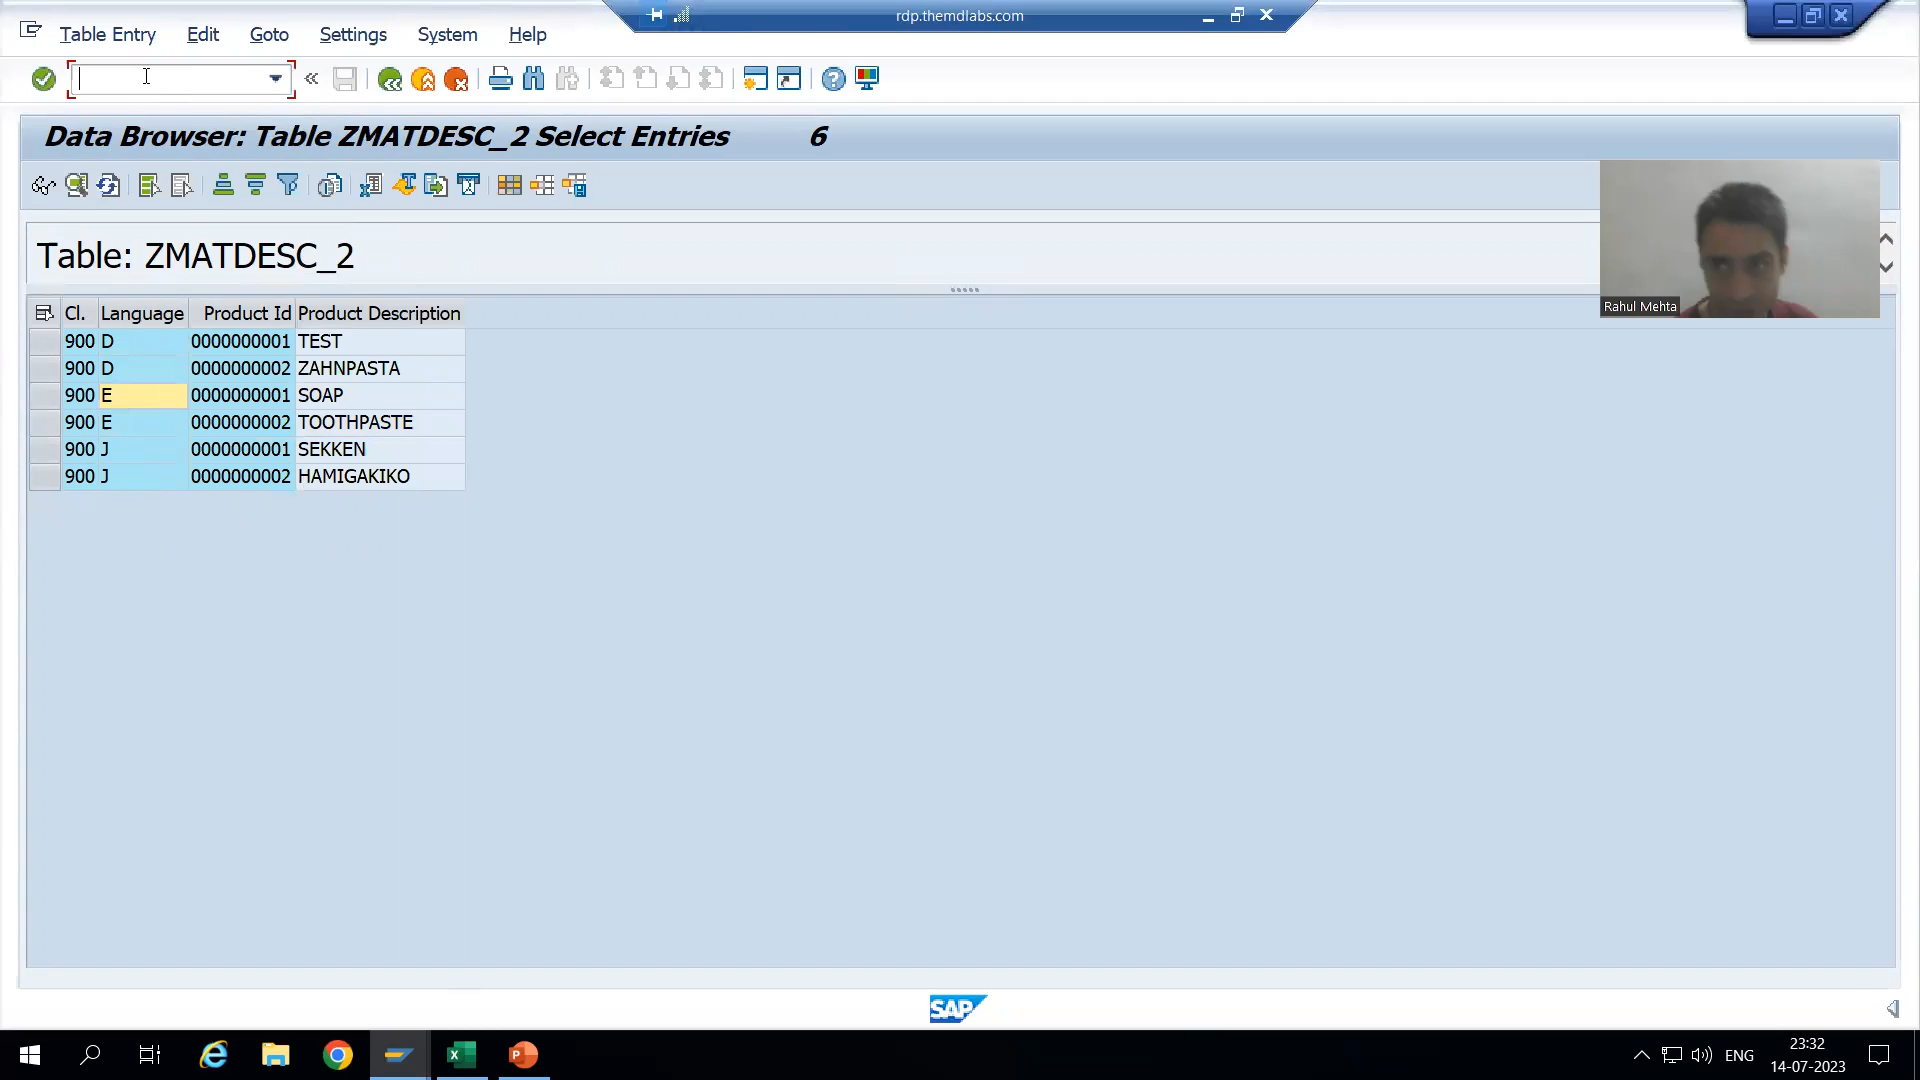 rdp.themdlabs.com
Table Entry Edit Goto Settings System Help
Data Browser: Table ZMATDESC_2 Select Entries 6
Table: ZMATDESC_2
Rahul Mehta
Cl. Language Product Id Product Description
900 D 0000000001 TEST
900 D 0000000002 ZAHNPASTA
900 E 0000000001 SOAP
900 E 0000000002 TOOTHPASTE
900 J 0000000001 SEKKEN
900 J 0000000002 HAMIGAKIKO
SAP
ENG
23:32
14-07-2023